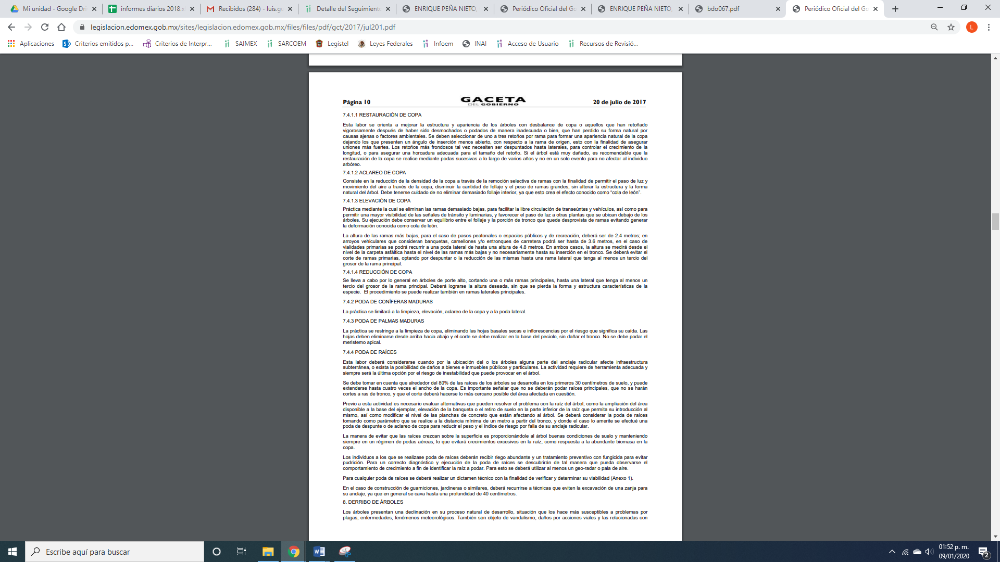 Mi unidad - Google Dri
informes diarios 2018.x
Recibidos (284) - luis.gu
Detalle del Seguimiento
ENRIQUE PEÑA NIETO,
Periódico Oficial del Go
ENRIQUE PEÑA NIETO,
bdo067.pdf
Periódico Oficial del Go
legislacion.edomex.gob.mx/sites/legislacion.edomex.gob.mx/files/files/pdf/gct/2017/jul201.pdf
L
Aplicaciones
Criterios emitidos p...
Criterios de Interpr...
SAIMEX
SARCOEM
Legistel
Leyes Federales
Infoem
INAI
Acceso de Usuario
Recursos de Revisió...
Página 10
GACETA
DEL GOBIERNO
20 de julio de 2017
7.4.1.1 RESTAURACIÓN DE COPA
Esta labor se orienta a mejorar la estructura y apariencia de los árboles con desbalance de copa o aquellos que han retoñado
vigorosamente después de haber sido desmochados o podados de manera inadecuada o bien, que han perdido su forma natural por
causas ajenas o factores ambientales. Se deben seleccionar de uno a tres retoños por rama para formar una apariencia natural de la copa
dejando los que presenten un ángulo de inserción menos abierto, con respecto a la rama de origen, esto con la finalidad de asegurar
uniones más fuertes. Los retoños más frondosos tal vez necesiten ser despuntados hasta laterales, para controlar el crecimiento de la
longitud, o para asegurar una horcadura adecuada para el tamaño del retoño. Si el árbol está muy dañado, es recomendable que la
restauración de la copa se realice mediante podas sucesivas a lo largo de varios años y no en un solo evento para no afectar al individuo
arbóreo.
7.4.1.2 ACLAREO DE COPA
Consiste en la reducción de la densidad de la copa a través de la remoción selectiva de ramas con la finalidad de permitir el paso de luz y
movimiento del aire a través de la copa, disminuir la cantidad de follaje y el peso de ramas grandes, sin alterar la estructura y la forma
natural del árbol. Debe tenerse cuidado de no eliminar demasiado follaje interior, ya que esto crea el efecto conocido como “cola de león”.
7.4.1.3 ELEVACIÓN DE COPA
Práctica mediante la cual se eliminan las ramas demasiado bajas, para facilitar la libre circulación de transeúntes y vehículos, así como para
permitir una mayor visibilidad de las señales de tránsito y luminarias, y favorecer el paso de luz a otras plantas que se ubican debajo de los
árboles. Su ejecución debe conservar un equilibrio entre el follaje y la porción de tronco que quede desprovista de ramas evitando generar
la deformación conocida como cola de león.
La altura de las ramas más bajas, para el caso de pasos peatonales o espacios públicos y de recreación, deberá ser de 2.4 metros; en
arroyos vehiculares que consideran banquetas, camellones y/o entronques de carretera podrá ser hasta de 3.6 metros, en el caso de
vialidades primarias se podrá recurrir a una poda lateral de hasta una altura de 4.8 metros. En ambos casos, la altura se medirá desde el
nivel de la carpeta asfáltica hasta el nivel de las ramas más bajas y no necesariamente hasta su inserción en el tronco. Se deberá evitar el
corte de ramas primarias, optando por despuntar o la reducción de las mismas hasta una rama lateral que tenga al menos un tercio del
grosor de la rama principal.
7.4.1.4 REDUCCIÓN DE COPA
Se lleva a cabo por lo general en árboles de porte alto, cortando una o más ramas principales, hasta una lateral que tenga al menos un
tercio del grosor de la rama principal. Deberá lograrse la altura deseada, sin que se pierda la forma y estructura características de la
especie. El procedimiento se puede realizar también en ramas laterales principales.
7.4.2 PODA DE CONÍFERAS MADURAS
La práctica se limitará a la limpieza, elevación, aclareo de la copa y a la poda lateral.
7.4.3 PODA DE PALMAS MADURAS
La práctica se restringe a la limpieza de copa, eliminando las hojas basales secas e inflorescencias por el riesgo que significa su caída. Las
hojas deben eliminarse desde arriba hacia abajo y el corte se debe realizar en la base del peciolo, sin dañar el tronco. No se debe podar el
meristemo apical.
7.4.4 PODA DE RAÍCES
Esta labor deberá considerarse cuando por la ubicación del o los árboles alguna parte del anclaje radicular afecte infraestructura
subterránea, o exista la posibilidad de daños a bienes e inmuebles públicos y particulares. La actividad requiere de herramienta adecuada y
siempre será la última opción por el riesgo de inestabilidad que puede provocar en el árbol.
Se debe tomar en cuenta que alrededor del 80% de las raíces de los árboles se desarrolla en los primeros 30 centímetros de suelo, y puede
extenderse hasta cuatro veces el ancho de la copa. Es importante señalar que no se deberán podar raíces principales, que no se harán
cortes a ras de tronco, y que el corte deberá hacerse lo más cercano posible del área afectada en cuestión.
Previo a esta actividad es necesario evaluar alternativas que pueden resolver el problema con la raíz del árbol, como la ampliación del área
disponible a la base del ejemplar, elevación de la banqueta o el retiro de suelo en la parte inferior de la raíz que permita su introducción al
mismo, así como modificar el nivel de las planchas de concreto que están afectando al árbol. Se deberá considerar la poda de raíces
tomando como parámetro que se realice a la distancia mínima de un metro a partir del tronco, y donde el caso lo amerite se efectué una
poda de despunte o de aclareo de copa para reducir el peso y el índice de riesgo por falla de su anclaje radicular.
La manera de evitar que las raíces crezcan sobre la superficie es proporcionándole al árbol buenas condiciones de suelo y manteniendo
siempre en un régimen de podas aéreas, lo que evitará crecimientos excesivos en la raíz, como respuesta a la abundante biomasa en la
copa.
Los individuos a los que se realizase poda de raíces deberán recibir riego abundante y un tratamiento preventivo con fungicida para evitar
pudrición. Para un correcto diagnóstico y ejecución de la poda de raíces se descubrirán de tal manera que pueda observarse el
comportamiento de crecimiento a fin de identificar la raíz a podar. Para esto se deberá utilizar al menos un geo-radar o pala de aire.
Para cualquier poda de raíces se deberá realizar un dictamen técnico con la finalidad de verificar y determinar su viabilidad (Anexo 1).
En el caso de construcción de guarniciones, jardineras o similares, deberá recurrirse a técnicas que eviten la excavación de una zanja para
su anclaje, ya que en general se cava hasta una profundidad de 40 centímetros.
8. DERRIBO DE ÁRBOLES
Los árboles presentan una declinación en su proceso natural de desarrollo, situación que los hace más susceptibles a problemas por
plagas, enfermedades, fenómenos meteorológicos. También son objeto de vandalismo, daños por acciones viales y las relacionadas con
Escribe aquí para buscar
01:52 p. m.
09/01/2020
2